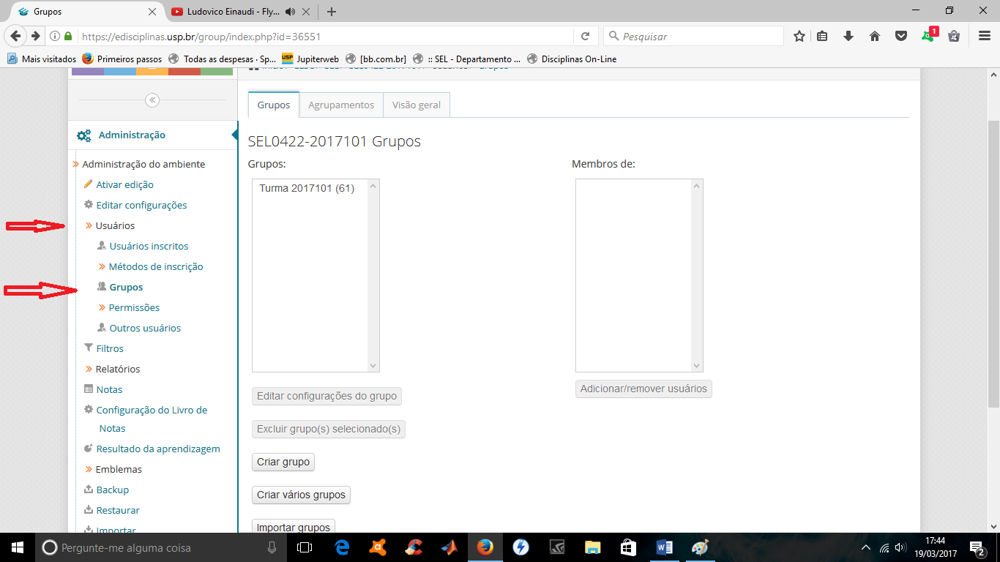 Grupos
Ludovico Einaudi - Fly...
https://edisciplinas.usp.br/group/index.php?id=36551
Pesquisar
1
Mais visitados
Primeiros passos
Todas as despesas · Sp...
USP
Jupiterweb
[bb.com.br]
:: SEL - Departamento ...
Disciplinas On-Line
Grupos
Agrupamentos
Visão geral
Administração
SEL0422-2017101 Grupos
Administração do ambiente
Grupos:
Membros de:
Ativar edição
Turma 2017101 (61)
Editar configurações
Usuários
Usuários inscritos
Métodos de inscrição
Grupos
Permissões
Outros usuários
Filtros
Relatórios
Notas
Configuração do Livro de
Notas
Resultado da aprendizagem
Emblemas
Backup
Restaurar
Importar
Editar configurações do grupo
Adicionar/remover usuários
Excluir grupo(s) selecionado(s)
Criar grupo
Criar vários grupos
Importar grupos
Pergunte-me alguma coisa
17:44
19/03/2017
2